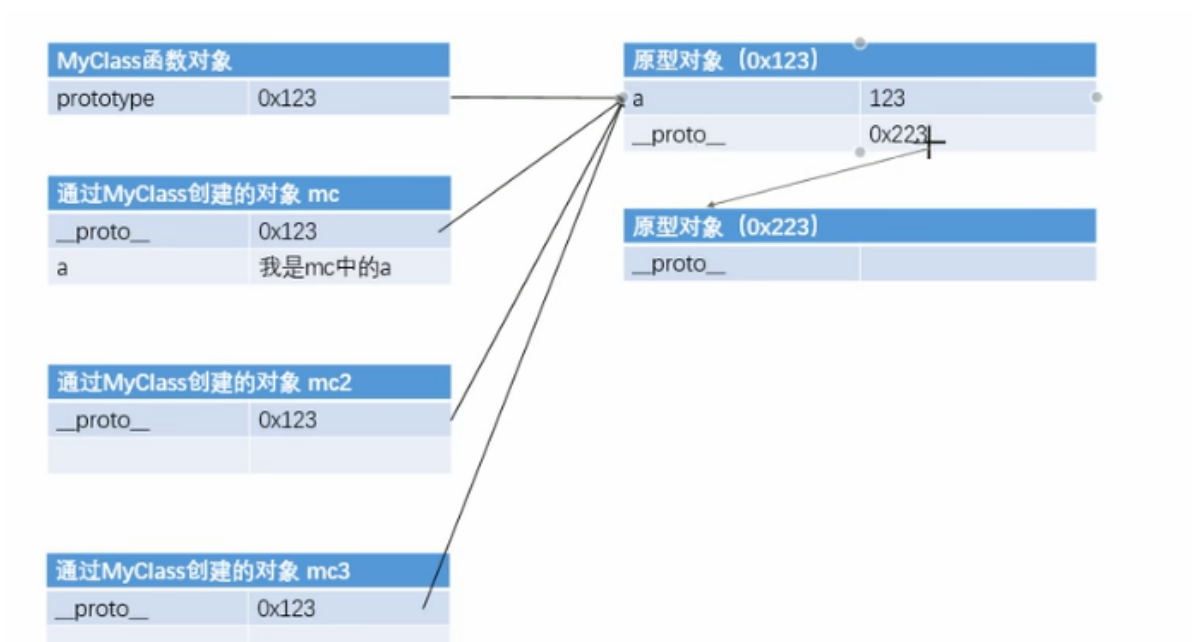 MyClass函数对象
prototype 0x123
通过MyClass创建的对象 mc
__proto__ 0x123
a 我是mc中的a
通过MyClass创建的对象 mc2
__proto__ 0x123
通过MyClass创建的对象 mc3
__proto__ 0x123
原型对象（0x123）
a 123
__proto__ 0x223
原型对象（0x223）
__proto__